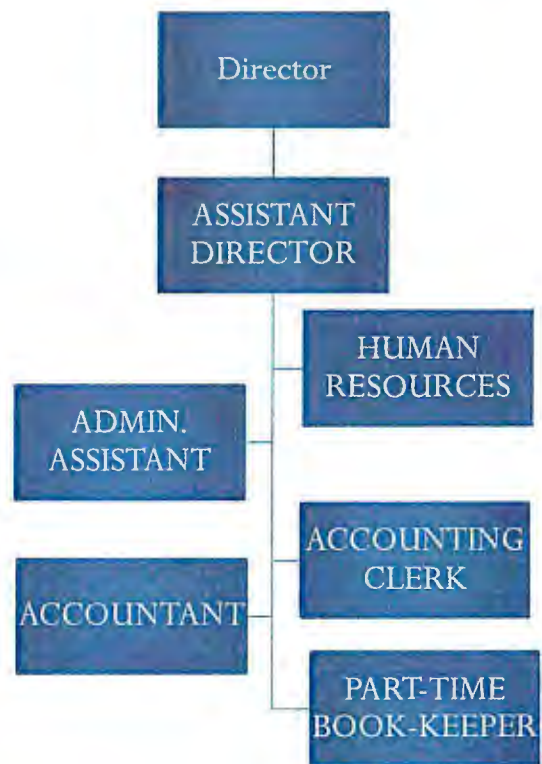 Director
ASSISTANT
DIRECTOR
HUMAN
RESOURCES
ADMIN.
ASSISTANT
ACCOUNTING
CLERK
ACCOUNTANT
PART-TIME
BOOK-KEEPER